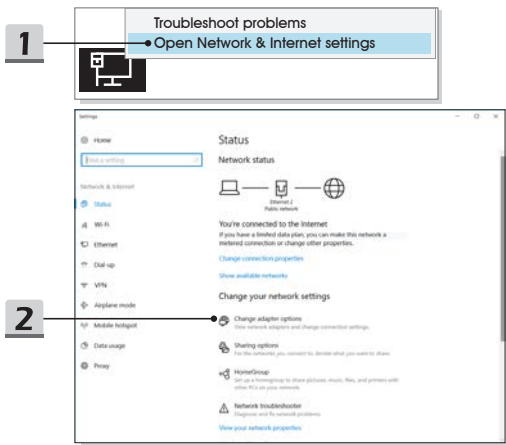 Troubleshoot problems
1
Open Network & Internet settings
Settings
Home
Find a setting
Network & Internet
Status
Wi-Fi
Ethernet
Dial-up
VPN
Airplane mode
Mobile hotspot
Data usage
Proxy
Status
Network status
Ethernet 2
Public network
You're connected to the Internet
If you have a limited data plan, you can make this network a
metered connection or change other properties.
Change connection properties
Show available networks
Change your network settings
2
Change adapter options
View network adapters and change connection settings.
Sharing options
For the networks you connect to, decide what you want to share.
HomeGroup
Set up a homegroup to share pictures, music, files, and printers with
other PCs on your network.
Network troubleshooter
Diagnose and fix network problems.
View your network properties